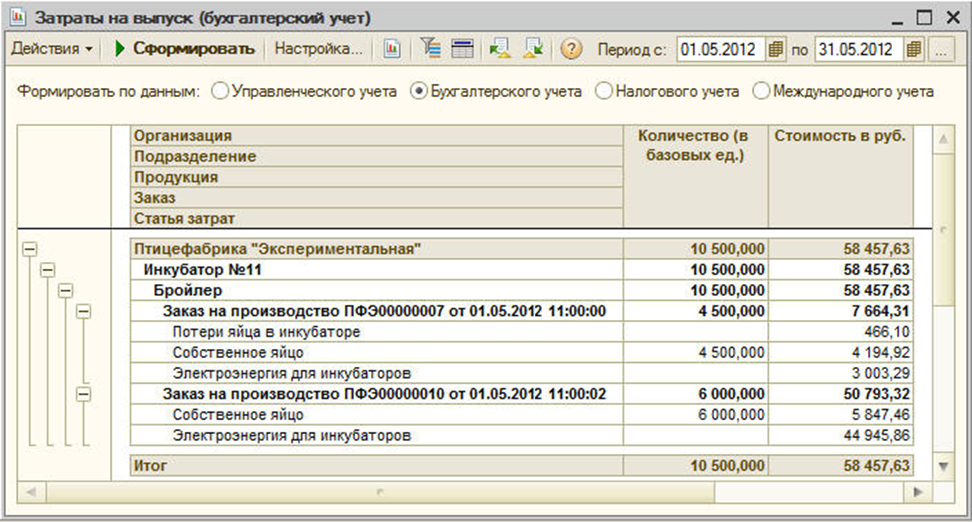 Затраты на выпуск (бухгалтерский учет)
Действия Сформировать Настройка... ? Период с: 01.05.2012 по 31.05.2012 ...
Формировать по данным: Управленческого учета Бухгалтерского учета Налогового учета Международного учета
Организация Количество (в Стоимость в руб.
Подразделение базовых ед.)
Продукция
Заказ
Статья затрат
Птицефабрика "Экспериментальная" 10 500,000 58 457,63
Инкубатор №11 10 500,000 58 457,63
Бройлер 10 500,000 58 457,63
Заказ на производство ПФЭ00000007 от 01.05.2012 11:00:00 4 500,000 7 664,31
Потери яйца в инкубаторе 466,10
Собственное яйцо 4 500,000 4 194,92
Электроэнергия для инкубаторов 3 003,29
Заказ на производство ПФЭ00000010 от 01.05.2012 11:00:02 6 000,000 50 793,32
Собственное яйцо 6 000,000 5 847,46
Электроэнергия для инкубаторов 44 945,86
Итог 10 500,000 58 457,63